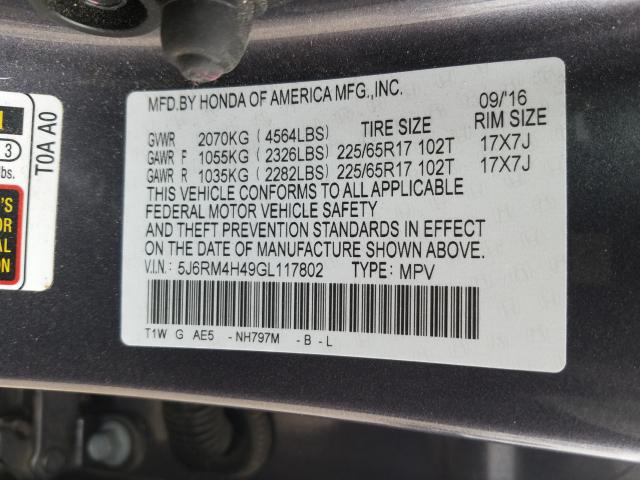 MFD.BY HONDA OF AMERICA MFG.,INC. 09/'16
GVWR 2070KG ( 4564LBS) TIRE SIZE RIM SIZE
GAWR F 1055KG ( 2326LBS) 225/65R17 102T 17X7J
GAWR R 1035KG ( 2282LBS) 225/65R17 102T 17X7J
THIS VEHICLE CONFORMS TO ALL APPLICABLE
FEDERAL MOTOR VEHICLE SAFETY
AND THEFT PREVENTION STANDARDS IN EFFECT
ON THE DATE OF MANUFACTURE SHOWN ABOVE.
V.I.N.: 5J6RM4H49GL117802 TYPE: MPV
T1W G AE5 - NH797M - B - L
T0A A0
3
lbs.